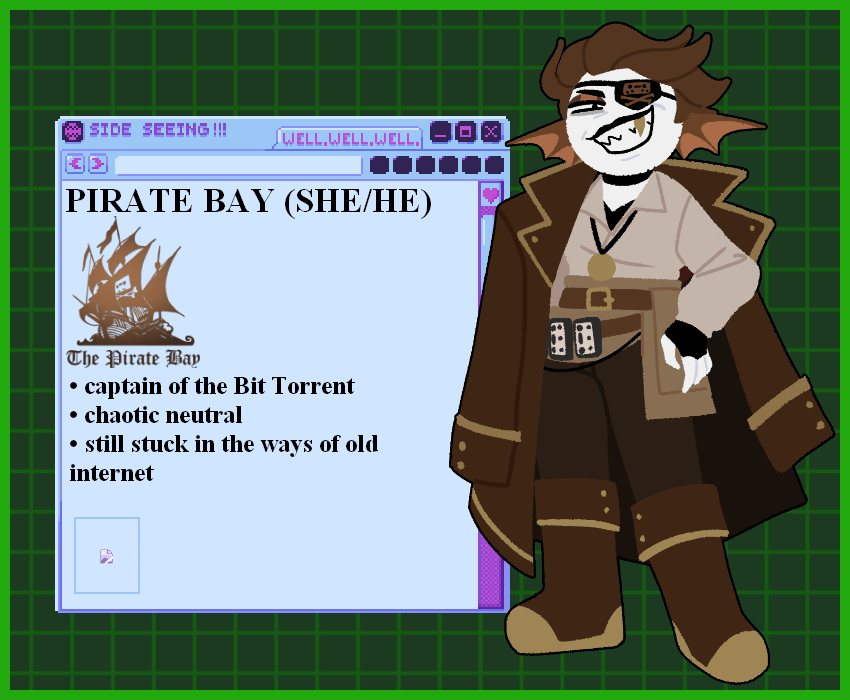 SIDE SEEING!!!
WELL.WELL.WELL.
PIRATE BAY (SHE/HE)
The Pirate Bay
• captain of the Bit Torrent
• chaotic neutral
• still stuck in the ways of old
internet